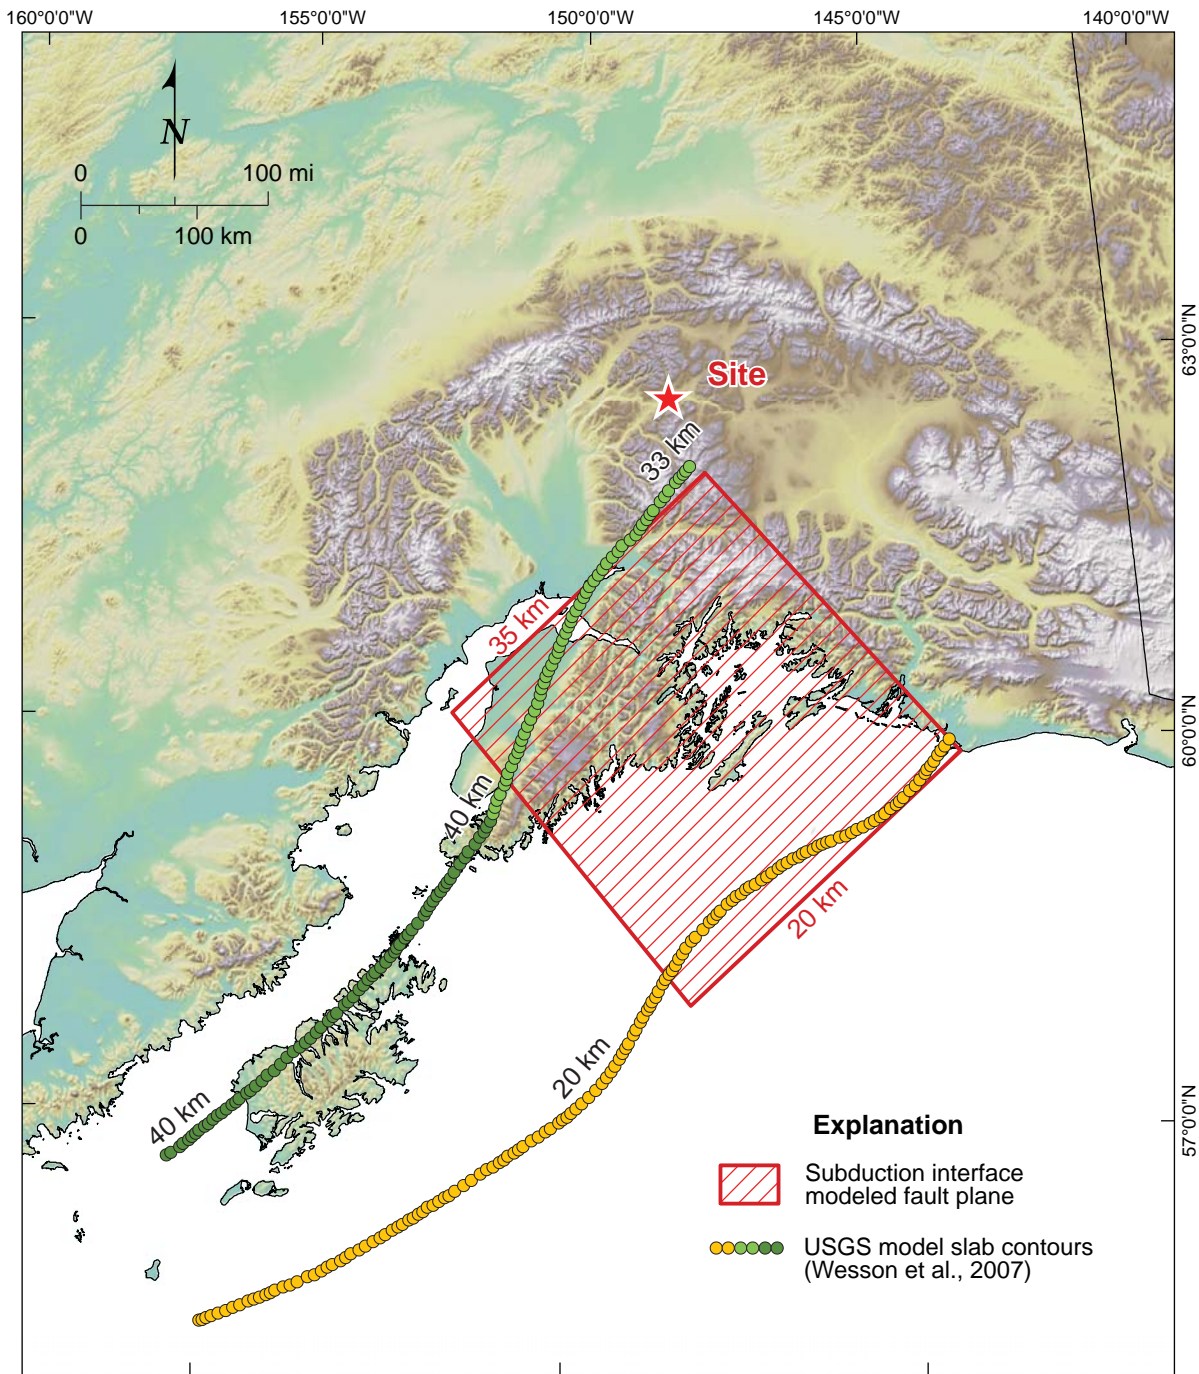 160°0'0"W 155°0'0"W 150°0'0"W 145°0'0"W 140°0'0"W
N
0 100 mi
0 100 km
63°0'0"N
Site
33 km
35 km
60°0'0"N
40 km
20 km
20 km
40 km
57°0'0"N
Explanation
Subduction interface
modeled fault plane
USGS model slab contours
(Wesson et al., 2007)